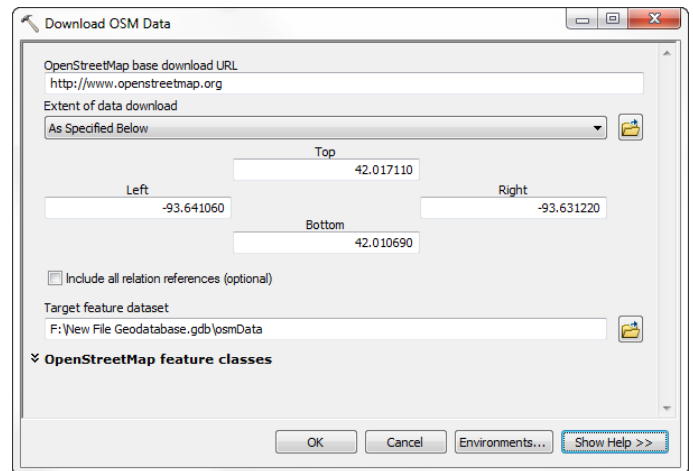 Download OSM Data
OpenStreetMap base download URL
http://www.openstreetmap.org
Extent of data download
As Specified Below
Top
42.017110
Left
Right
-93.641060
-93.631220
Bottom
42.010690
Include all relation references (optional)
Target feature dataset
F:\New File Geodatabase.gdb\osmData
OpenStreetMap feature classes
OK
Cancel
Environments...
Show Help >>